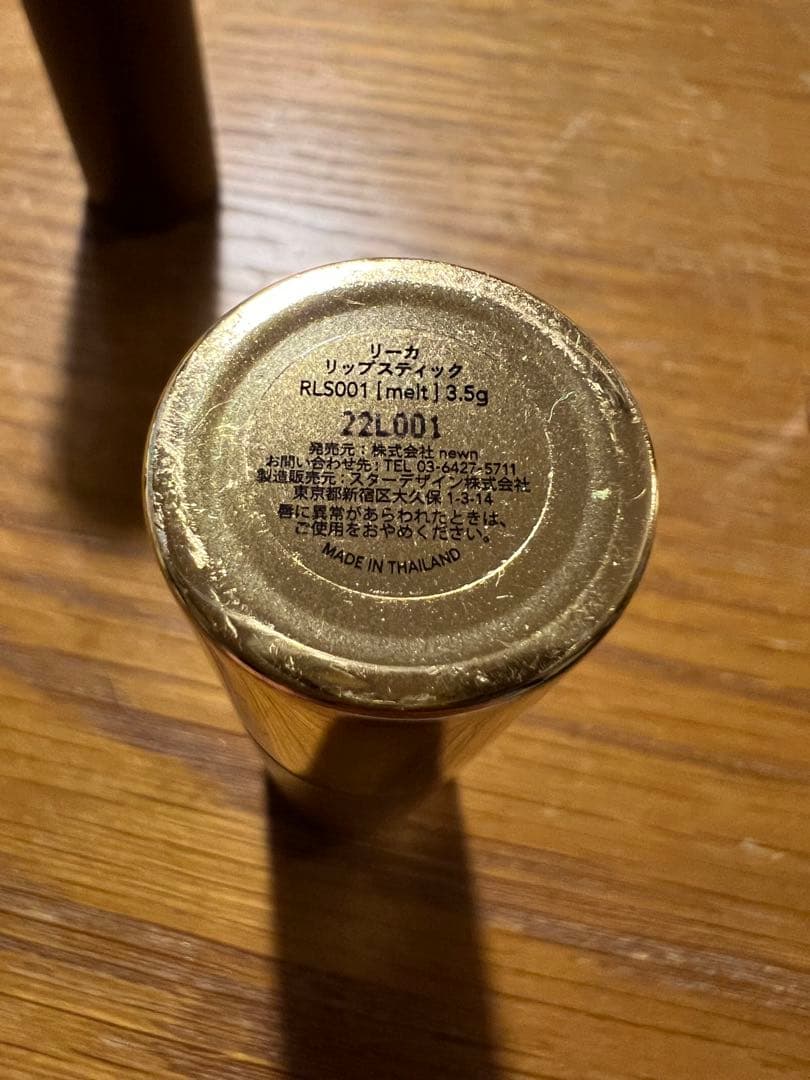 リーカ
リップスティック
RLS001 [melt] 3.5g
22L001
発売元：株式会社 newn
お問い合わせ先：TEL 03-6427-5711
製造販売元：スターデザイン株式会社
東京都新宿区大久保 1-3-14
唇に異常があらわれたときは、
ご使用をおやめください。
MADE IN THAILAND